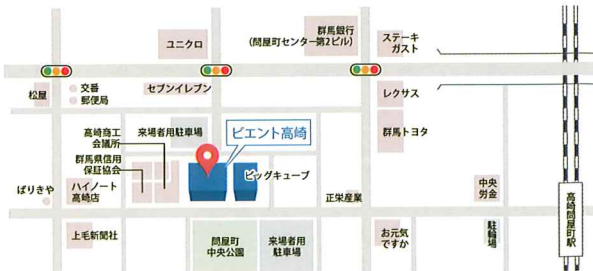 ユニクロ
群馬銀行
(問屋町センター第2ビル)
ステーキ
ガスト
松屋
交番
郵便局
セブンイレブン
レクサス
高崎商工
会議所
来場者用駐車場
ビエント高崎
群馬トヨタ
群馬県信用
保証協会
ビッグキューブ
ばりきや
ハイノート
高崎店
正栄産業
中央
労金
高崎問屋町駅
上毛新聞社
問屋町
中央公園
来場者用
駐車場
お元気
ですか
駐輪場